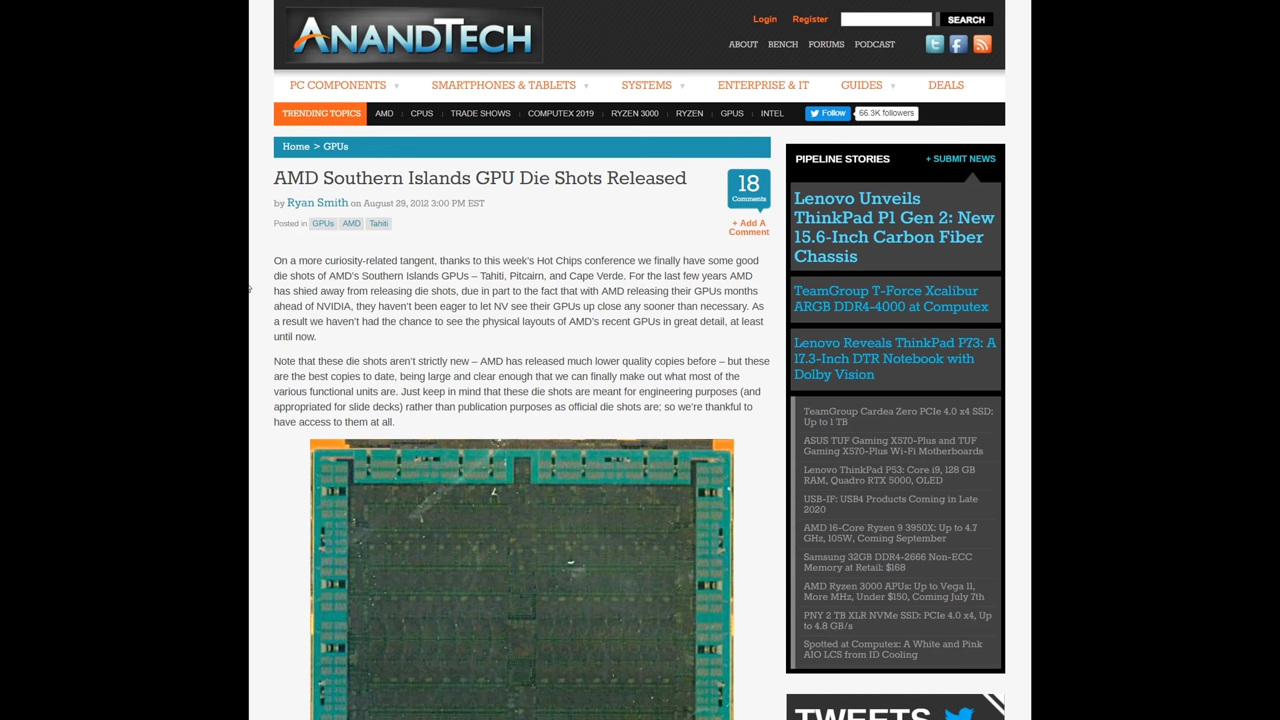 ANANDTECH
Login
Register
SEARCH
ABOUT
BENCH
FORUMS
PODCAST
PC COMPONENTS
SMARTPHONES & TABLETS
SYSTEMS
ENTERPRISE & IT
GUIDES
DEALS
TRENDING TOPICS
AMD
CPUS
TRADE SHOWS
COMPUTEX 2019
RYZEN 3000
RYZEN
GPUS
INTEL
Follow
66.3K followers
Home > GPUs
AMD Southern Islands GPU Die Shots Released
by Ryan Smith on August 29, 2012 3:00 PM EST
Posted in GPUs AMD Tahiti
18
Comments
+ Add A
Comment
On a more curiosity-related tangent, thanks to this week's Hot Chips conference we finally have some good
die shots of AMD's Southern Islands GPUs – Tahiti, Pitcairn, and Cape Verde. For the last few years AMD
has shied away from releasing die shots, due in part to the fact that with AMD releasing their GPUs months
ahead of NVIDIA, they haven't been eager to let NV see their GPUs up close any sooner than necessary. As
a result we haven't had the chance to see the physical layouts of AMD's recent GPUs in great detail, at least
until now.
Note that these die shots aren't strictly new – AMD has released much lower quality copies before – but these
are the best copies to date, being large and clear enough that we can finally make out what most of the
various functional units are. Just keep in mind that these die shots are meant for engineering purposes (and
appropriated for slide decks) rather than publication purposes as official die shots are; so we're thankful to
have access to them at all.
PIPELINE STORIES
+ SUBMIT NEWS
Lenovo Unveils
ThinkPad P1 Gen 2: New
15.6-Inch Carbon Fiber
Chassis
TeamGroup T-Force Xcalibur
ARGB DDR4-4000 at Computex
Lenovo Reveals ThinkPad P73: A
17.3-Inch DTR Notebook with
Dolby Vision
TeamGroup Cardea Zero PCIe 4.0 x4 SSD:
Up to 1 TB
ASUS TUF Gaming X570-Plus and TUF
Gaming X570-Plus Wi-Fi Motherboards
Lenovo ThinkPad P53: Core i9, 128 GB
RAM, Quadro RTX 5000, OLED
USB-IF: USB4 Products Coming in Late
2020
AMD 16-Core Ryzen 9 3950X: Up to 4.7
GHz, 105W, Coming September
Samsung 32GB DDR4-2666 Non-ECC
Memory at Retail: $168
AMD Ryzen 3000 APUs: Up to Vega 11,
More MHz, Under $150, Coming July 7th
PNY 2 TB XLR NVMe SSD: PCIe 4.0 x4, Up
to 4.8 GB/s
Spotted at Computex: A White and Pink
AIO LCS from ID Cooling
TWEETS